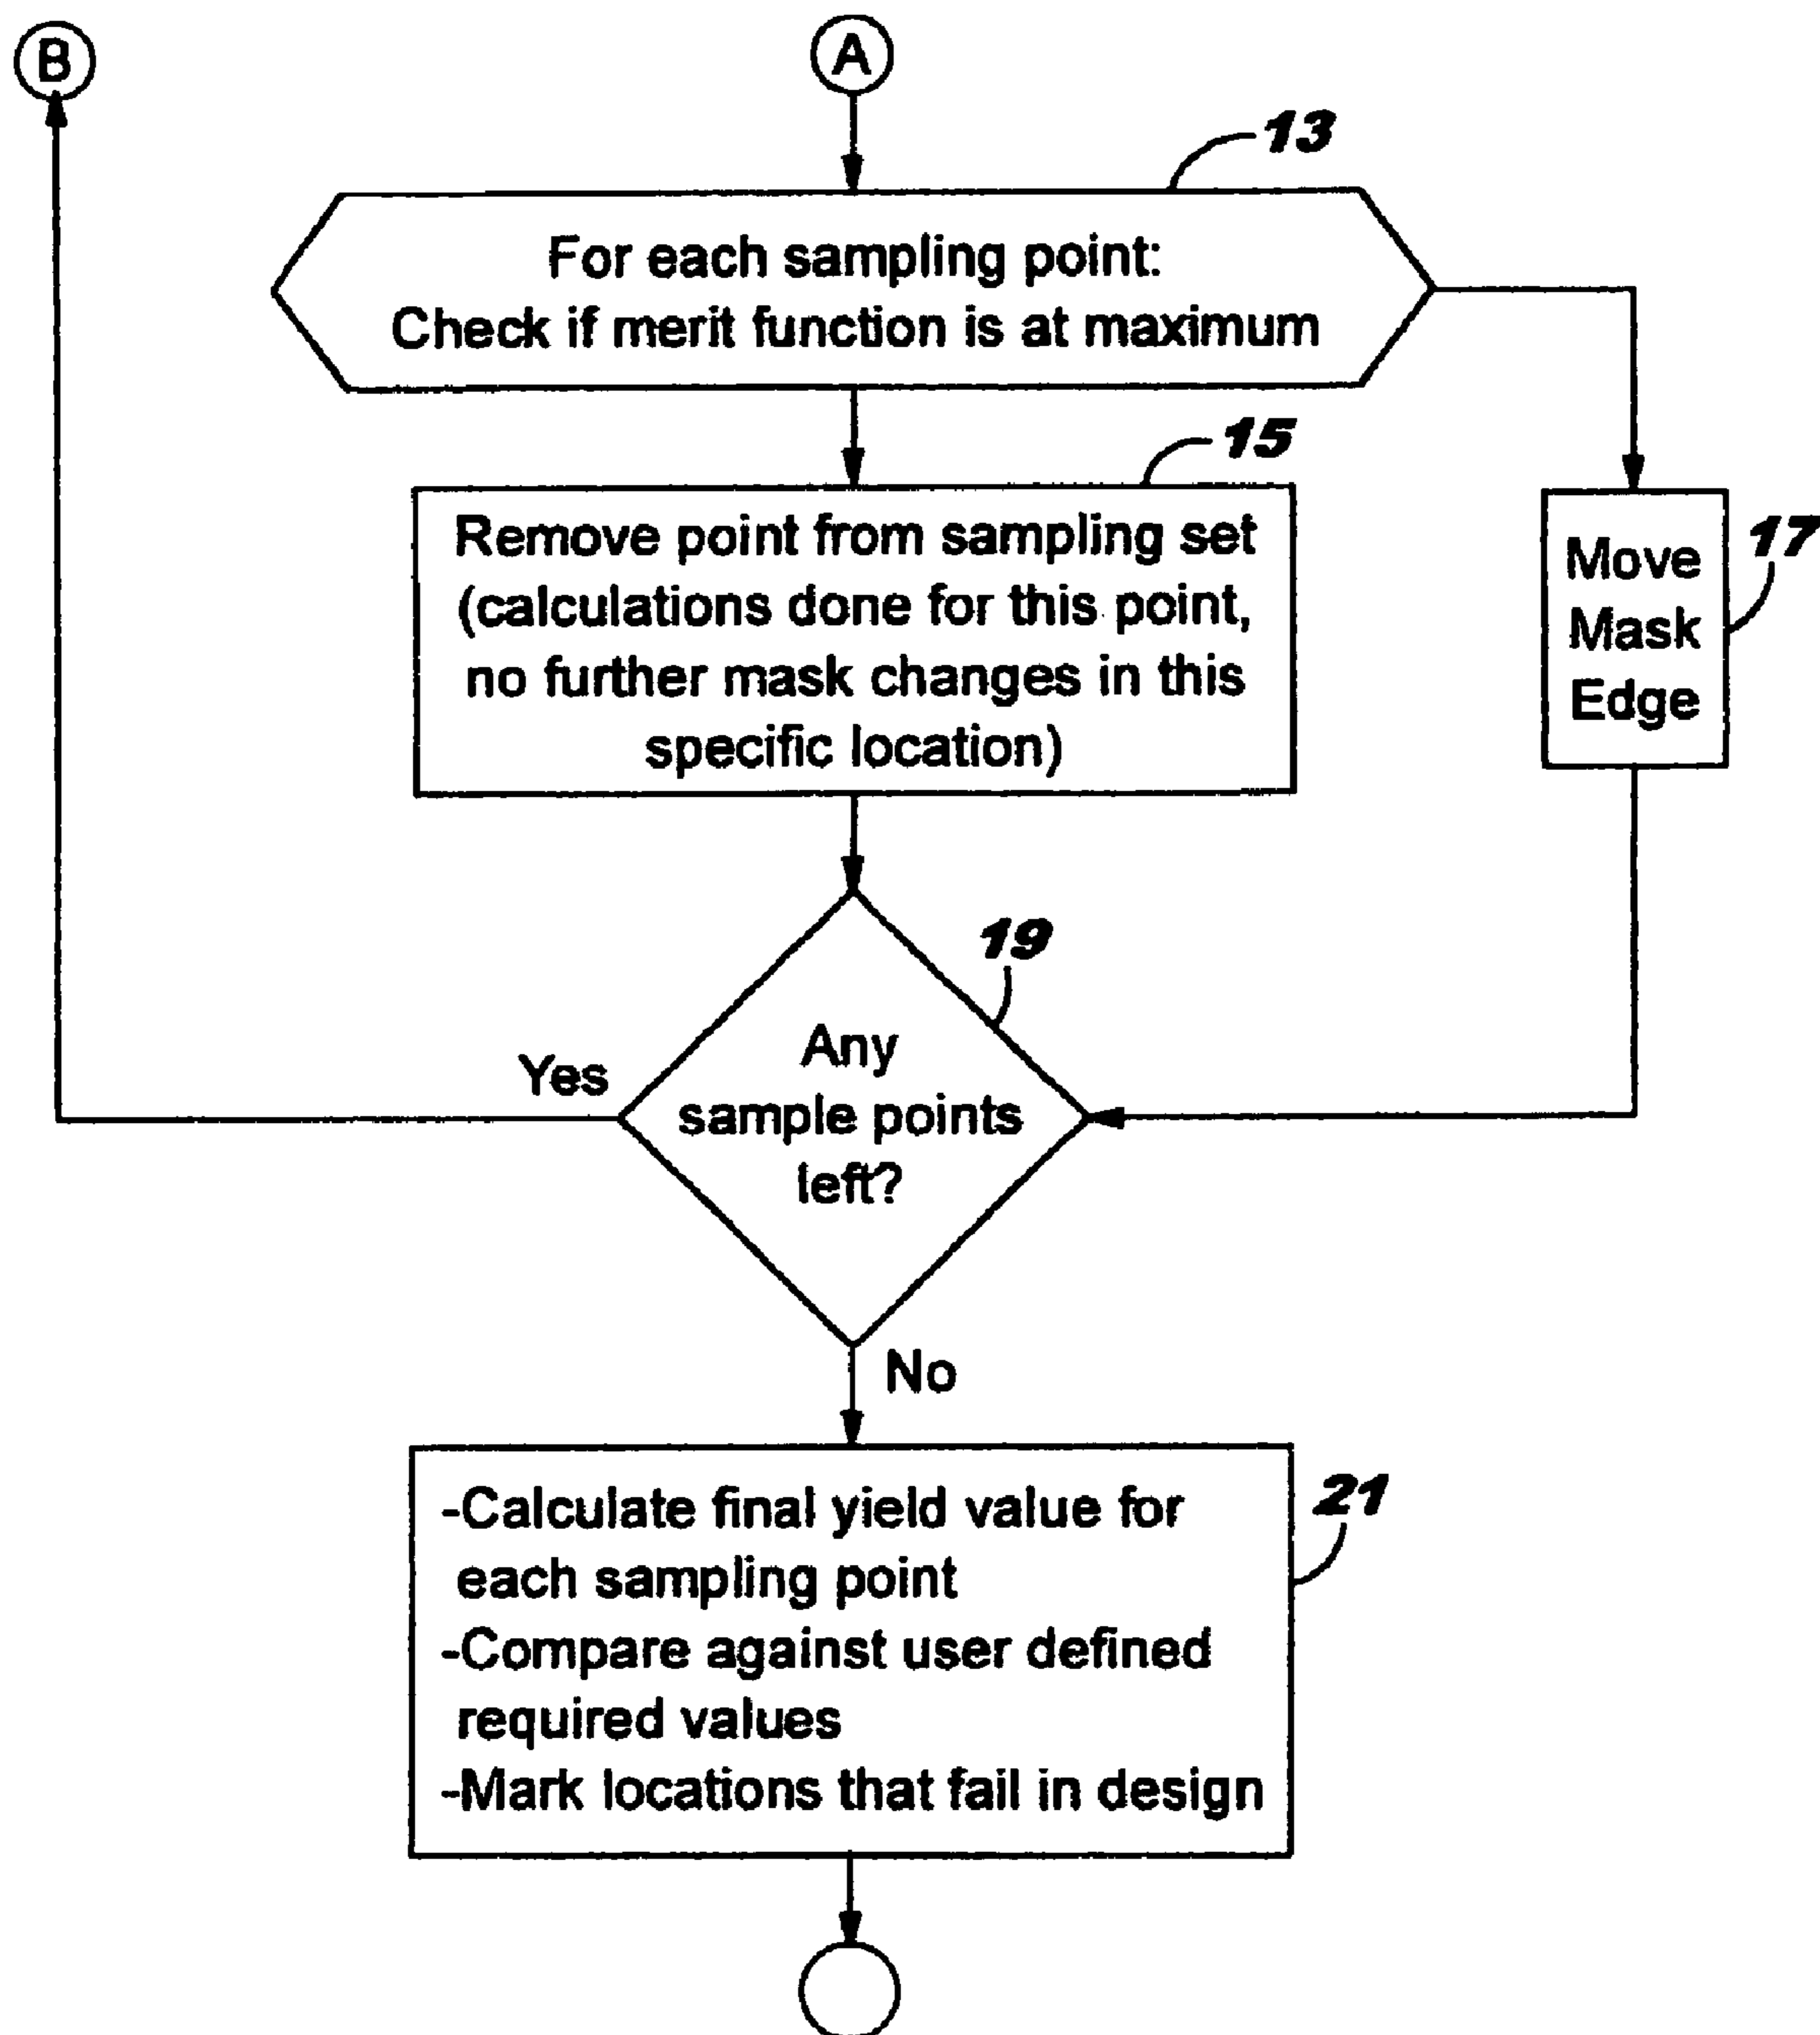 B
A
13
For each sampling point:
Check if merit function is at maximum
15
Remove point from sampling set
(calculations done for this point,
no further mask changes in this
specific location)
17
Move
Mask
Edge
19
Any
sample points
left?
Yes
No
21
-Calculate final yield value for
each sampling point
-Compare against user defined
required values
-Mark locations that fail in design